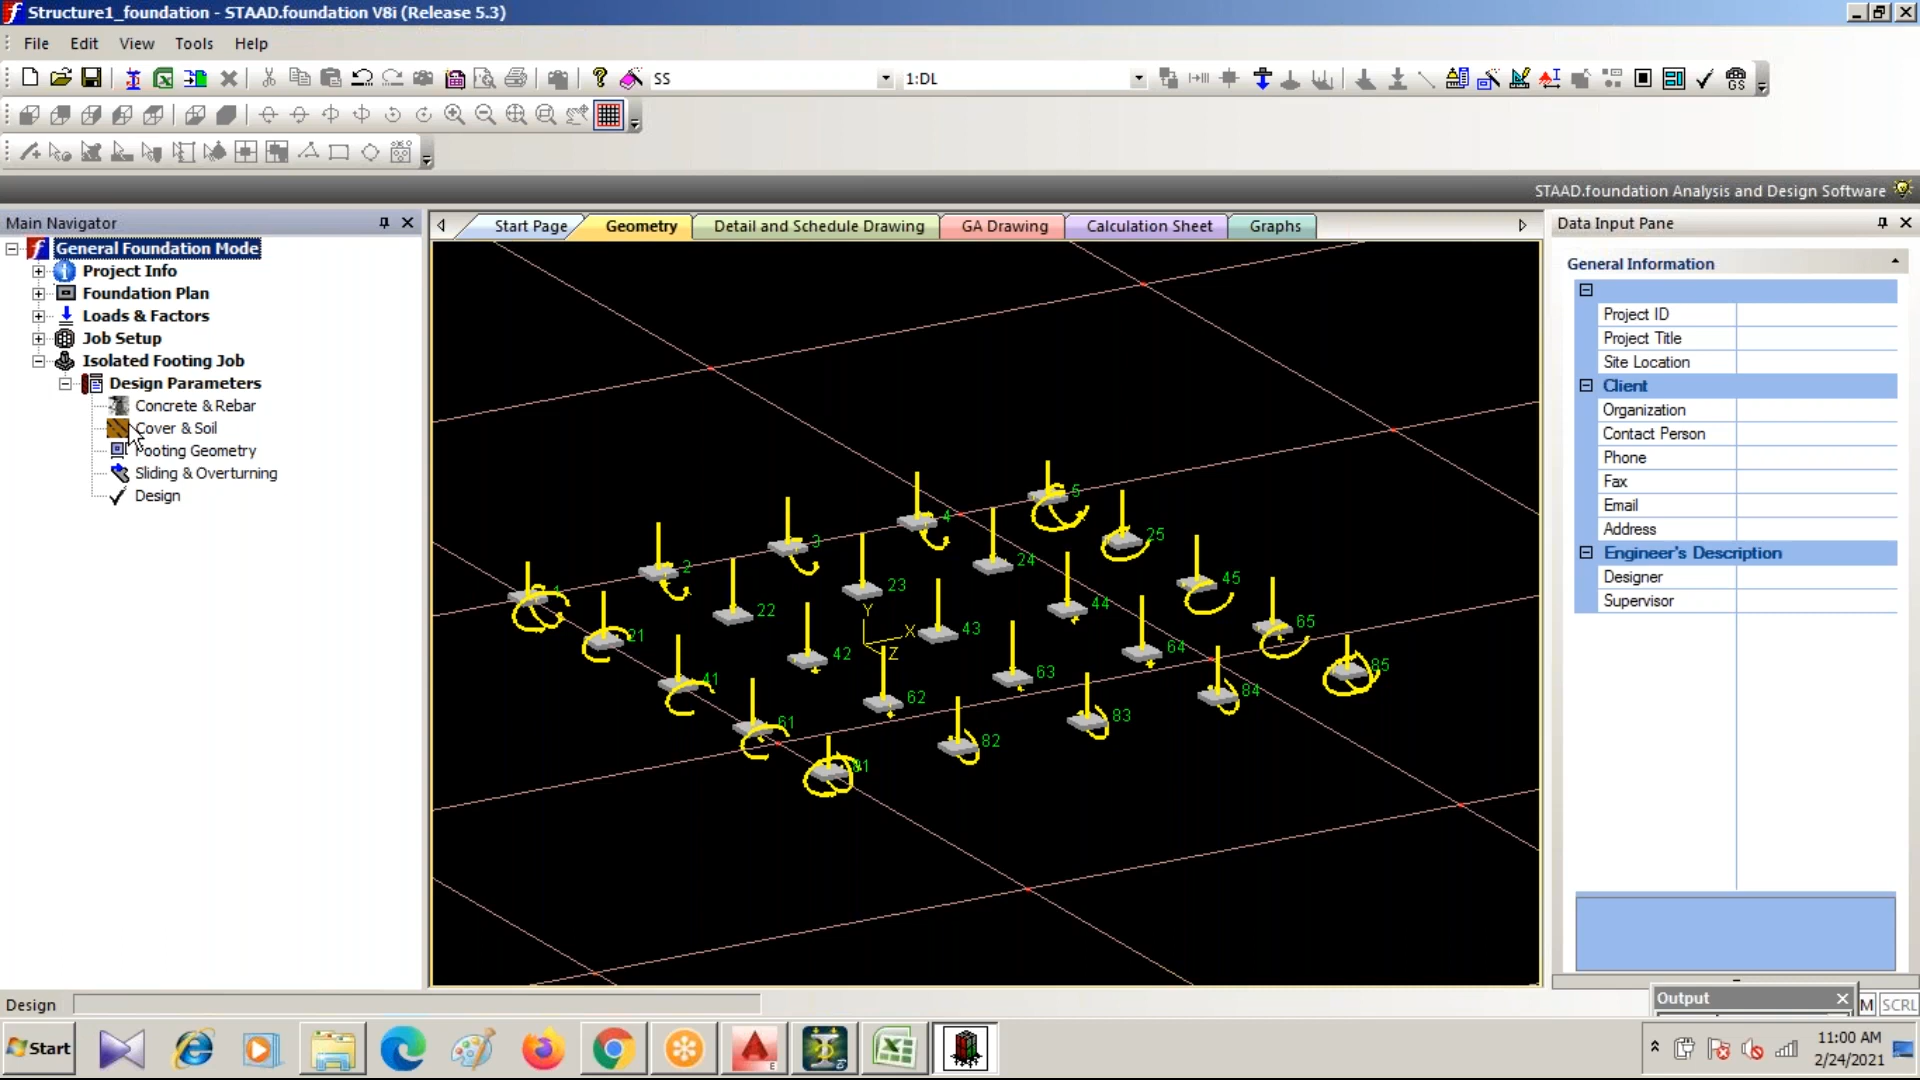 Structure1_foundation - STAAD.foundation V8i (Release 5.3)
File Edit View Tools Help
SS 1:DL
GS
STAAD.foundation Analysis and Design Software
Main Navigator
General Foundation Mode
Project Info
Foundation Plan
Loads & Factors
Job Setup
Isolated Footing Job
Design Parameters
Concrete & Rebar
Cover & Soil
Footing Geometry
Sliding & Overturning
Design
Start Page Geometry Detail and Schedule Drawing GA Drawing Calculation Sheet Graphs
5
4 25
3 24 45
2 23 44 65
1 22 43 64 85
21 42 63 84
41 62 83
61 82
81
Y
X
Z
Data Input Pane
General Information
Project ID
Project Title
Site Location
Client
Organization
Contact Person
Phone
Fax
Email
Address
Engineer's Description
Designer
Supervisor
Design
Output
M SCRL
Start
11:00 AM
2/24/2021